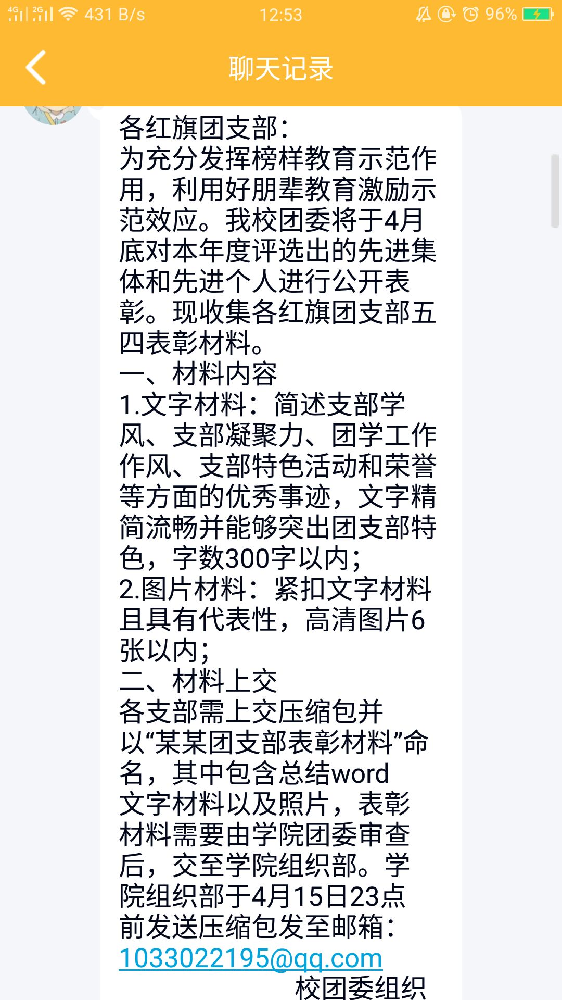 4G 2G 431 B/s 12:53 96%
聊天记录
各红旗团支部：
为充分发挥榜样教育示范作
用，利用好朋辈教育激励示
范效应。我校团委将于4月
底对本年度评选出的先进集
体和先进个人进行公开表
彰。现收集各红旗团支部五
四表彰材料。
一、材料内容
1.文字材料：简述支部学
风、支部凝聚力、团学工作
作风、支部特色活动和荣誉
等方面的优秀事迹，文字精
简流畅并能够突出团支部特
色，字数300字以内；
2.图片材料：紧扣文字材料
且具有代表性，高清图片6
张以内；
二、材料上交
各支部需上交压缩包并
以“某某团支部表彰材料”命
名，其中包含总结word
文字材料以及照片，表彰
材料需要由学院团委审查
后，交至学院组织部。学
院组织部于4月15日23点
前发送压缩包发至邮箱：
1033022195@qq.com
校团委组织